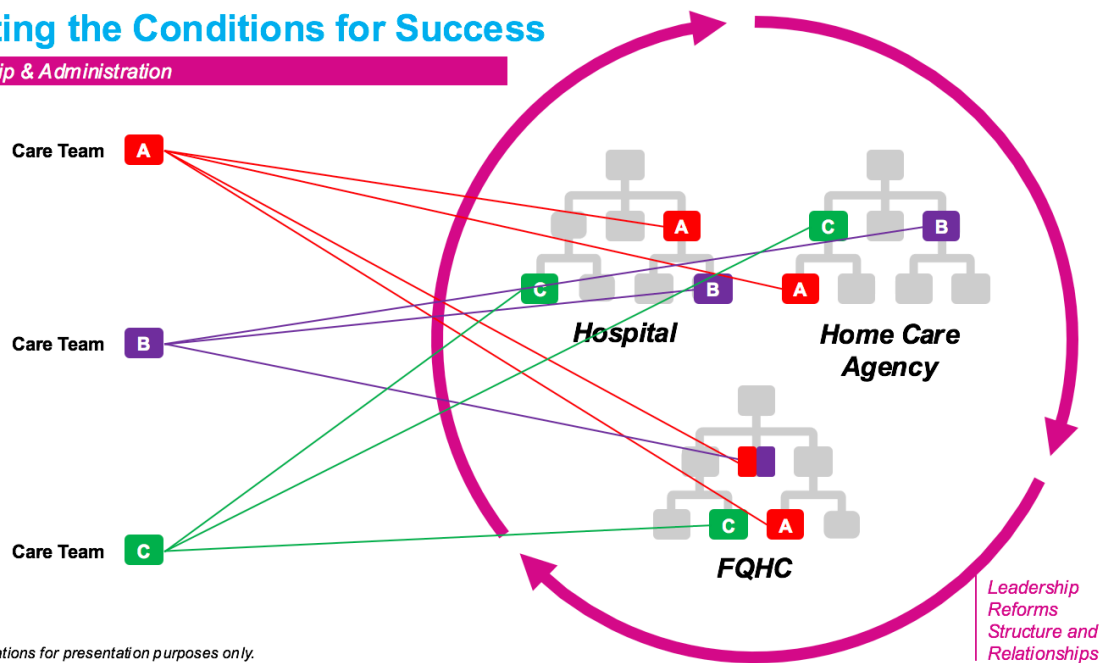 ting the Conditions for Success
ip & Administration
Care Team A
A
C B
C B A
Hospital
Home Care
Agency
Care Team B
C A
FQHC
Care Team C
Leadership
Reforms
Structure and
Relationships
ations for presentation purposes only.